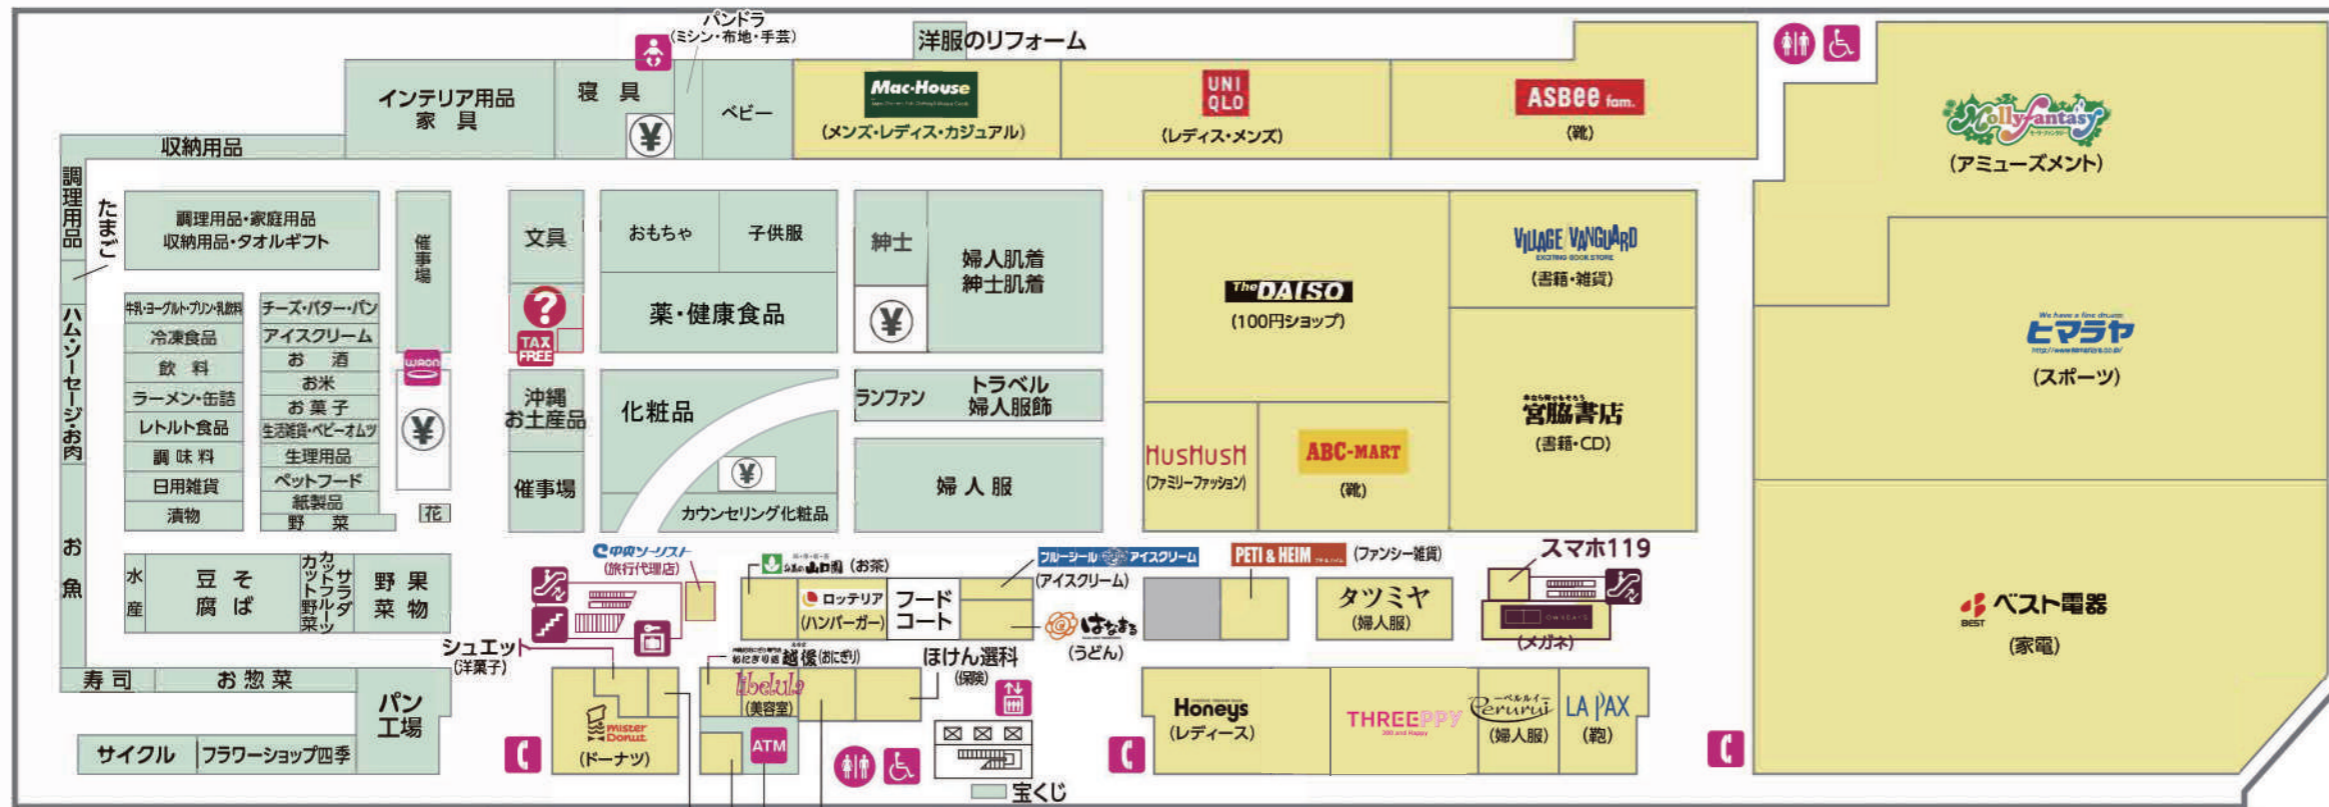 パンドラ
(ミシン・布地・手芸)
洋服のリフォーム
インテリア用品
家具
寝具
¥
ベビー
Mac-House
(メンズ・レディス・カジュアル)
UNI
QLO
(レディス・メンズ)
ASBee fam.
(靴)
Mollyfantasy
(アミューズメント)
収納用品
調理用品
たまご
調理用品・家庭用品
収納用品・タオルギフト
催事場
文具
おもちゃ
子供服
紳士
婦人肌着
紳士肌着
?
TAX
FREE
薬・健康食品
¥
The DAISO
(100円ショップ)
VILLAGE/VANGUARD
EXCITING BOOK STORE
(書籍・雑貨)
We have a fine dream
ヒマラヤ
(スポーツ)
ハム・ソーセージ・お肉
牛乳・ヨーグルト・プリン・乳飲料
冷凍食品
飲料
ラーメン・缶詰
レトルト食品
調味料
日用雑貨
漬物
チーズ・バター・パン
アイスクリーム
お酒
お米
お菓子
生活雑貨・ベビーオムツ
生理用品
ペットフード
紙製品
野菜
WAON
¥
花
沖縄
お土産品
催事場
化粧品
¥
カウンセリング化粧品
ランファン
トラベル
婦人服飾
婦人服
HusHusH
(ファミリーファッション)
ABC-MART
(靴)
宮脇書店
(書籍・CD)
お魚
水産
豆腐
そば
カットフルーツ
カット野菜
サラダ
野菜
果物
中央ツーリスト
(旅行代理店)
山口園
(お茶)
ロッテリア
(ハンバーガー)
フード
コート
ブルーシール アイスクリーム
(アイスクリーム)
はなまる
(うどん)
PETI & HEIM
(ファンシー雑貨)
タツミヤ
(婦人服)
スマホ119
(メガネ)
BEST
ベスト電器
(家電)
シュエット
(洋菓子)
おにぎり処 越後(おにぎり)
ほけん選科
(保険)
寿司
お惣菜
パン
工場
サイクル
フラワーショップ四季
mister
Donut
(ドーナツ)
libelula
(美容室)
ATM
宝くじ
Honeys
(レディース)
THREEPPY
300 and Happy
ーペルルイー
Perurui
(婦人服)
LA PAX
(鞄)